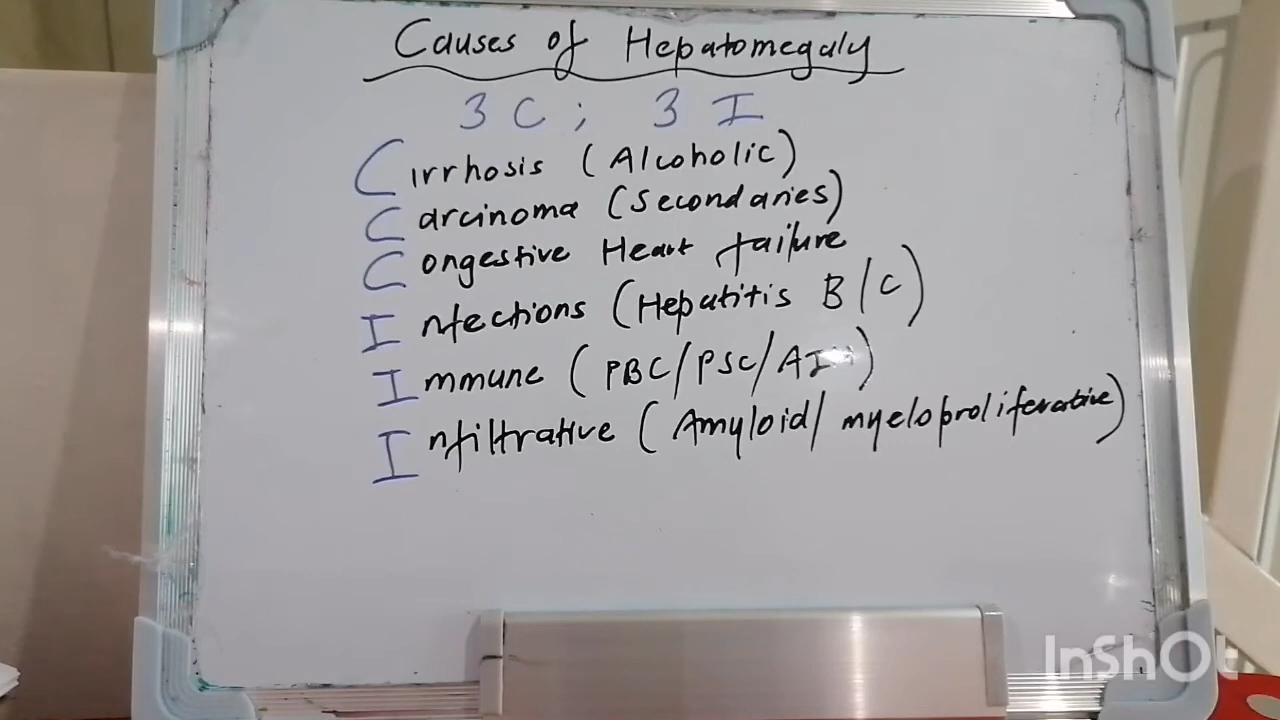 Causes of Hepatomegaly
3 C ; 3 I
Cirrhosis (Alcoholic)
Carcinoma (Secondaries)
Congestive Heart failure
Infections (Hepatitis B/C)
Immune (PBC/PSC/AIH)
Infiltrative (Amyloid/ myeloproliferative)
InShOt